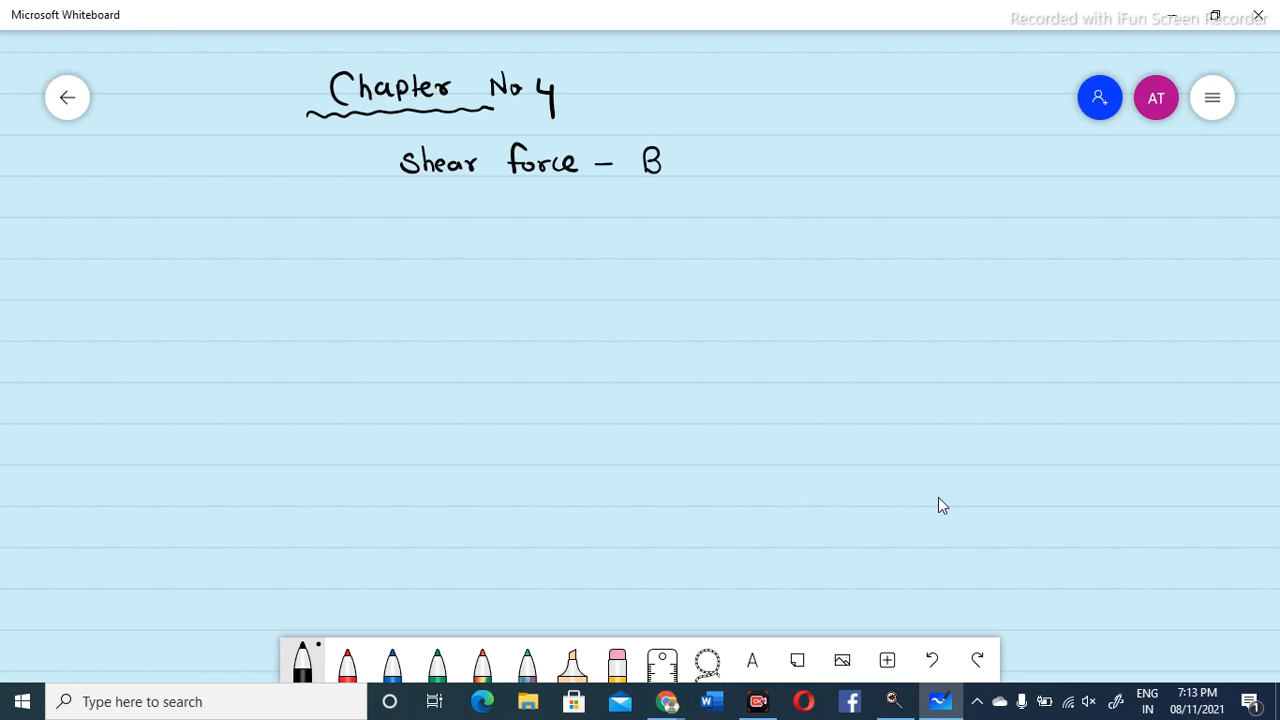 Microsoft Whiteboard
Recorded with iFun Screen Recorder
Chapter No 4
AT
Shear force - B
A
Type here to search
W
ENG
IN
7:13 PM
08/11/2021
1